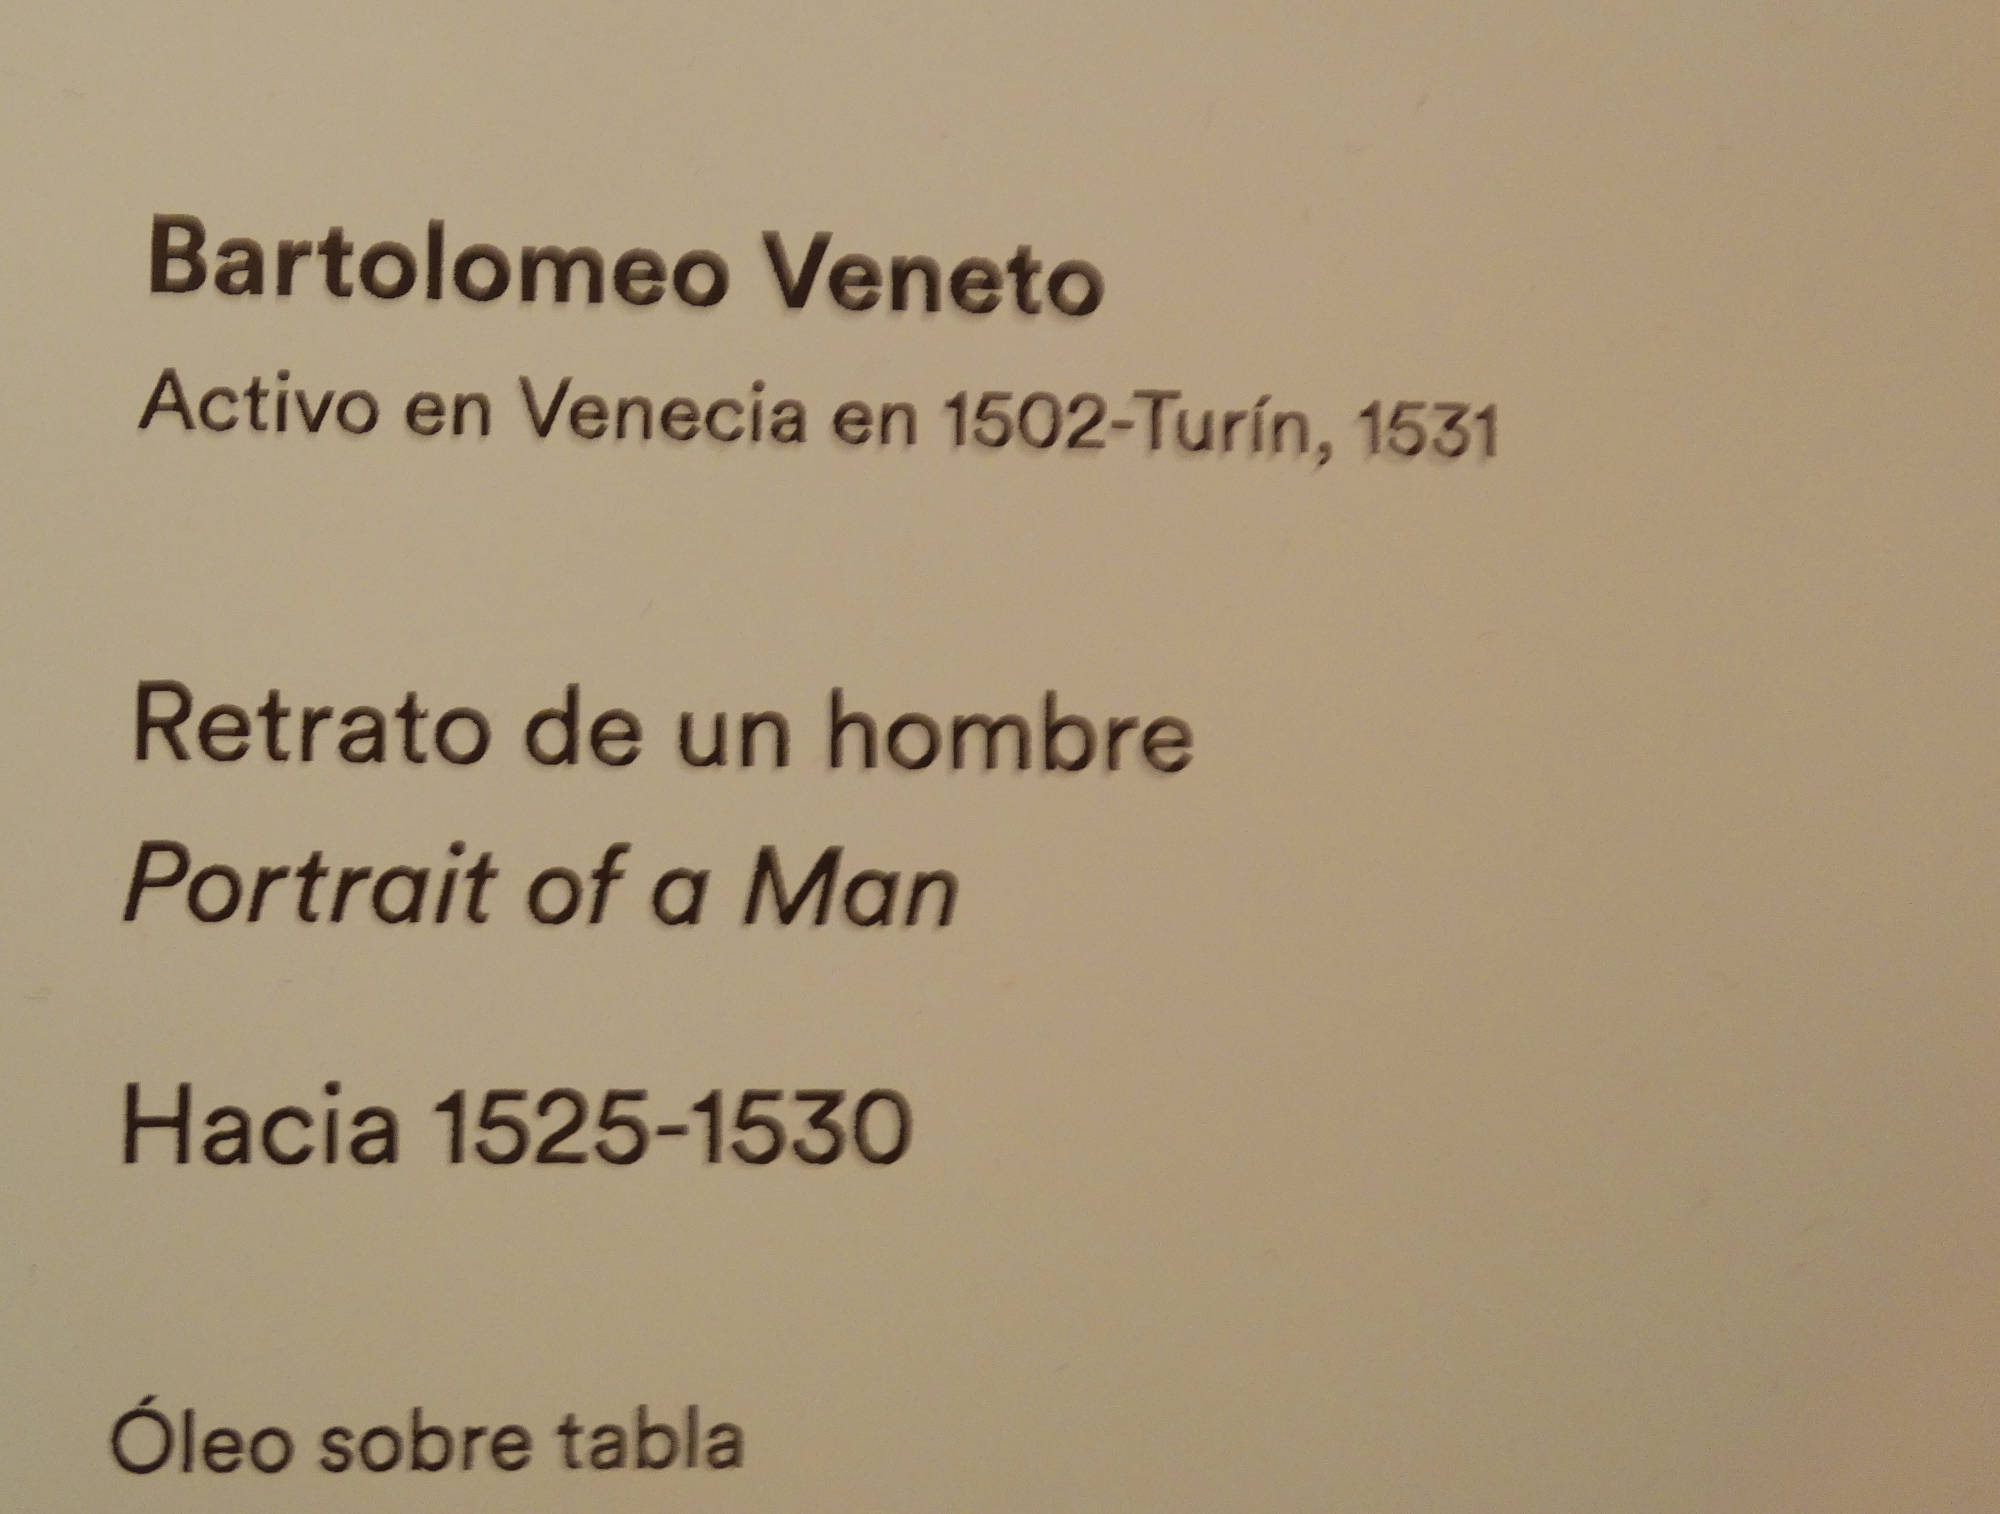 Bartolomeo Veneto
Activo en Venecia en 1502-Turín, 1531
Retrato de un hombre
Portrait of a Man
Hacia 1525-1530
Óleo sobre tabla